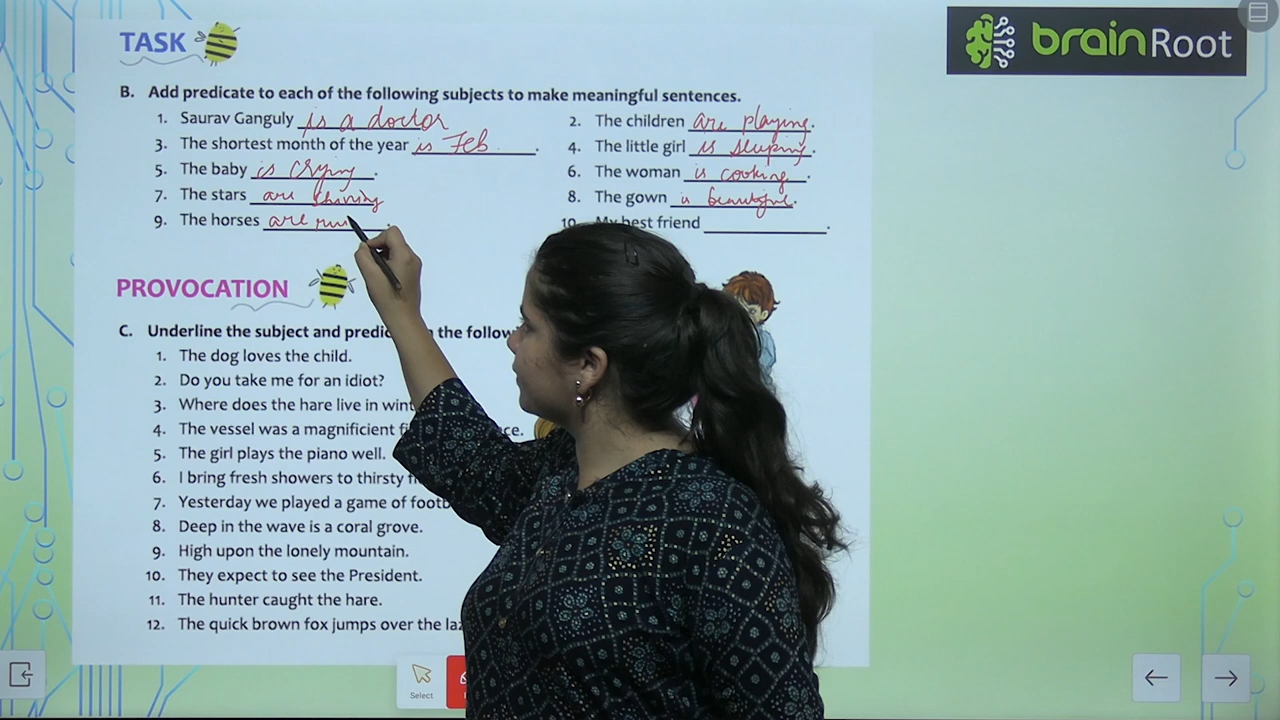 brainRoot
TASK
B. Add predicate to each of the following subjects to make meaningful sentences.
1. Saurav Ganguly is a doctor
2. The children are playing.
3. The shortest month of the year is Feb.
4. The little girl is sleeping.
5. The baby is crying.
6. The woman is cooking.
7. The stars are shining
8. The gown is beautiful.
9. The horses are
10. My best friend ____________.
PROVOCATION
C. Underline the subject and in the
1. The dog loves the child.
2. Do you take me for an idiot?
3. Where does the hare live in
4. The vessel was a magnificent
5. The girl plays the piano well.
6. I bring fresh showers to thirsty
7. Yesterday we played a game of
8. Deep in the wave is a coral grove.
9. High upon the lonely mountain.
10. They expect to see the President.
11. The hunter caught the hare.
12. The quick brown fox jumps over the
Select